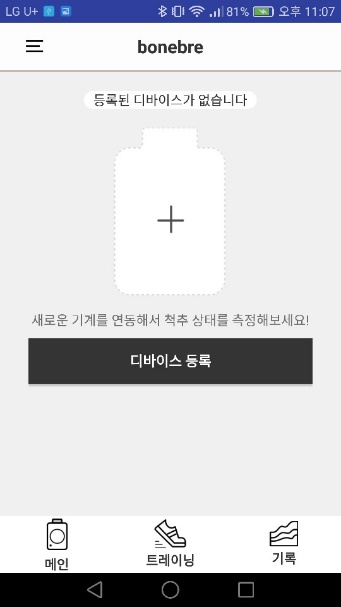 LG U+ 81% 오후 11:07
bonebre
등록된 디바이스가 없습니다
새로운 기계를 연동해서 척추 상태를 측정해보세요!
디바이스 등록
메인 트레이닝 기록